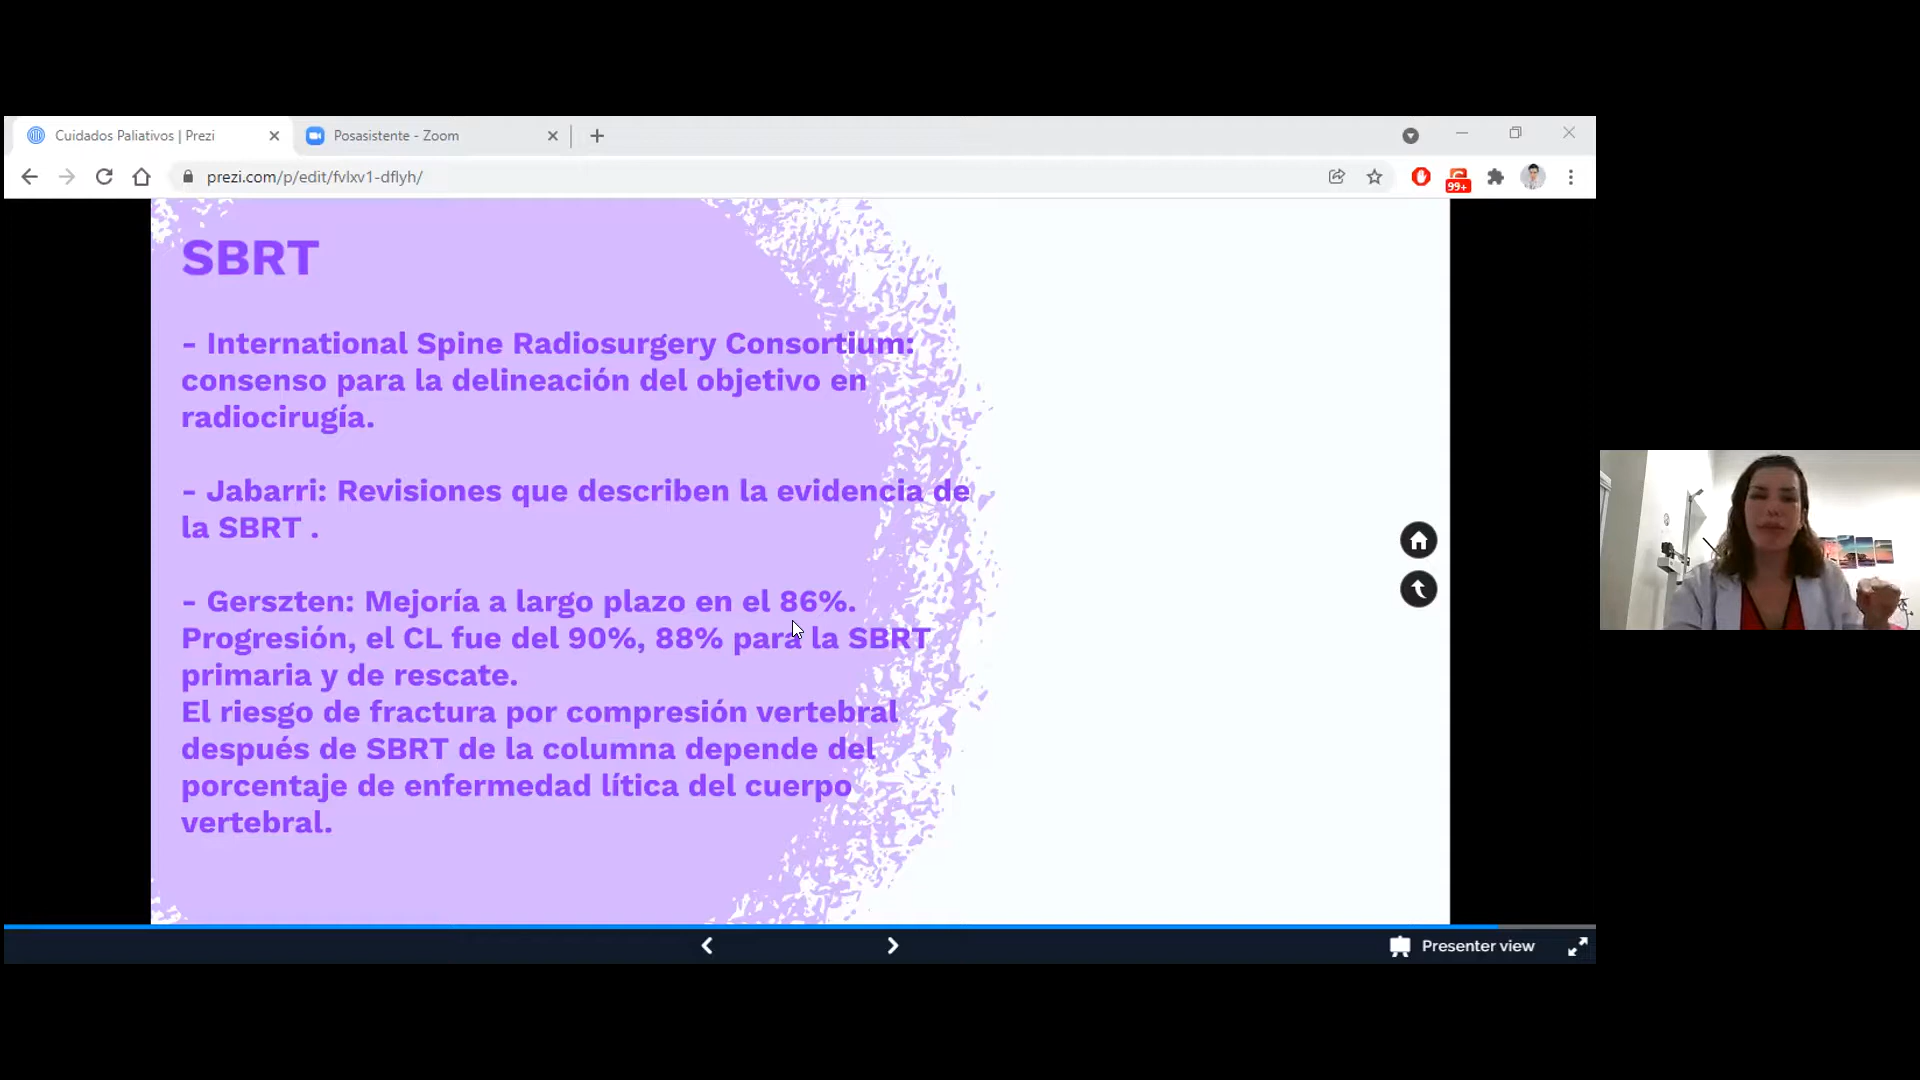 Cuidados Paliativos | Prezi
Posasistente - Zoom
prezi.com/p/edit/fvlxv1-dflyh/
99+
SBRT
- International Spine Radiosurgery Consortium:
consenso para la delineación del objetivo en
radiocirugía.
- Jabarri: Revisiones que describen la evidencia de
la SBRT .
- Gerszten: Mejoría a largo plazo en el 86%.
Progresión, el CL fue del 90%, 88% para la SBRT
primaria y de rescate.
El riesgo de fractura por compresión vertebral
después de SBRT de la columna depende del
porcentaje de enfermedad lítica del cuerpo
vertebral.
Presenter view